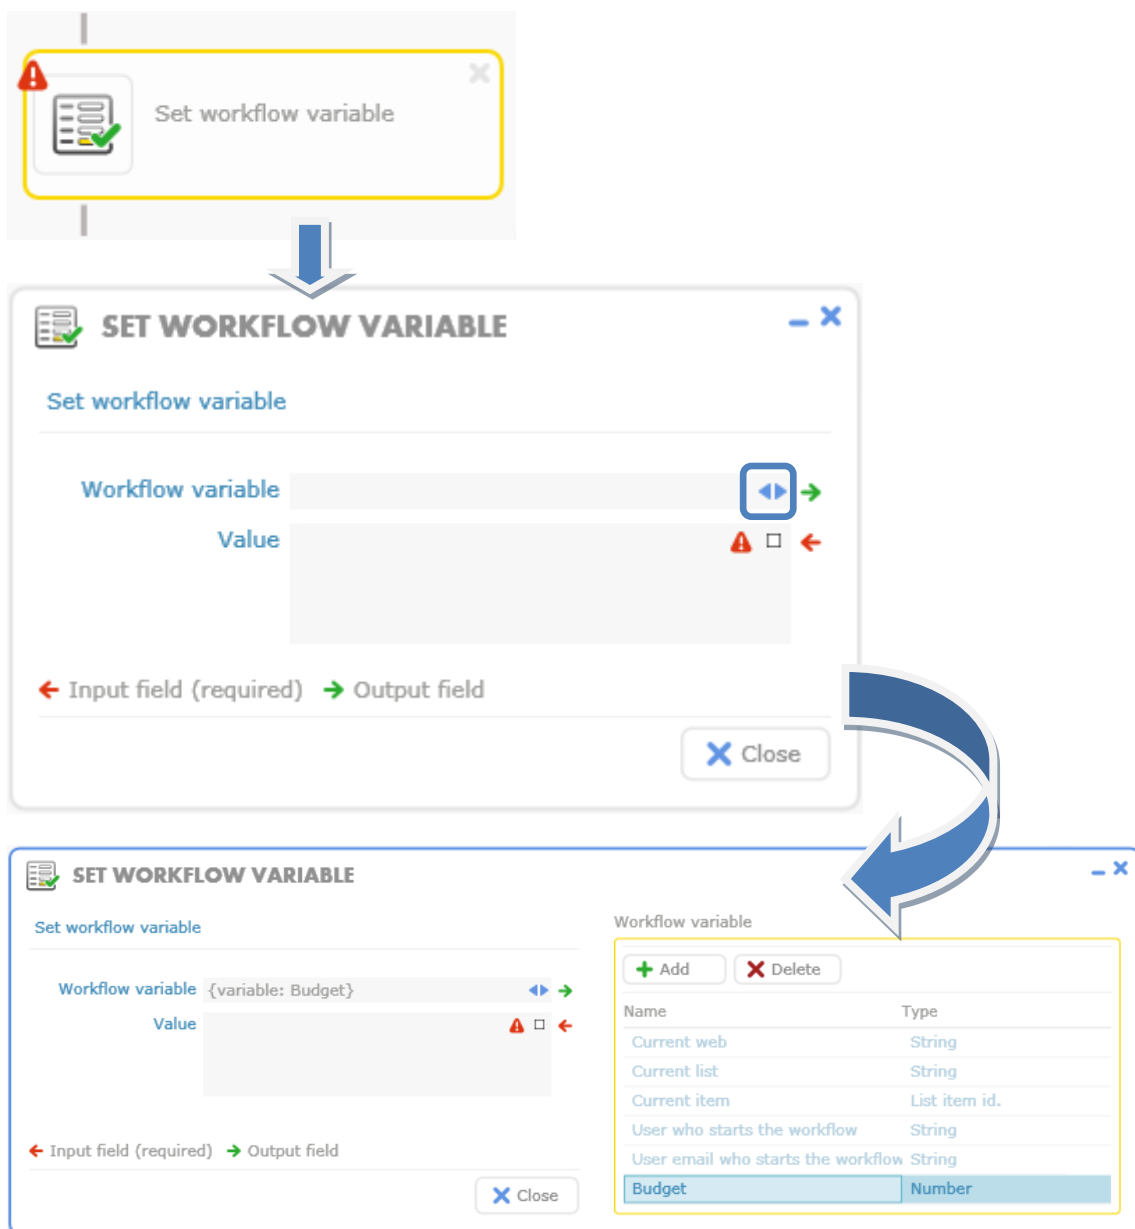 Set workflow variable
SET WORKFLOW VARIABLE
Set workflow variable
Workflow variable
Value
Input field (required) Output field
Close
SET WORKFLOW VARIABLE
Set workflow variable
Workflow variable {variable: Budget}
Value
Input field (required) Output field
Close
Workflow variable
Add Delete
Name Type
Current web String
Current list String
Current item List item id.
User who starts the workflow String
User email who starts the workflow String
Budget Number